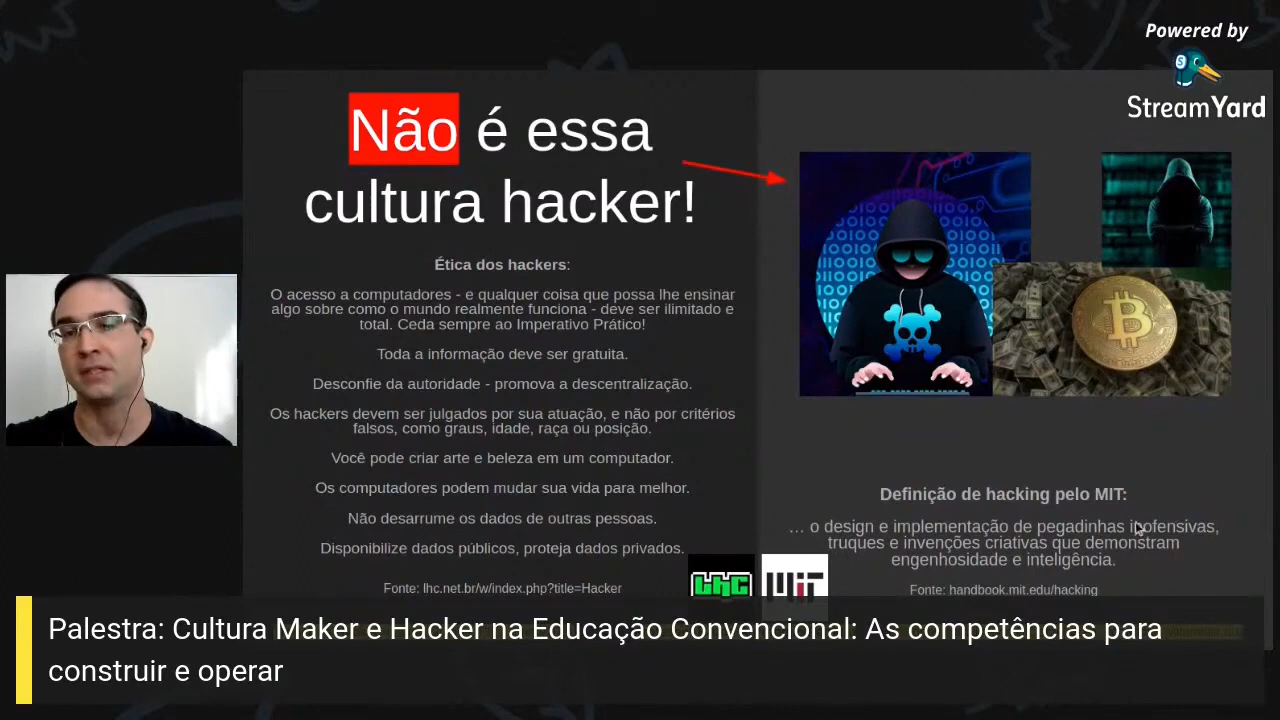 Powered by
StreamYard
Não é essa
cultura hacker!
Ética dos hackers:
O acesso a computadores - e qualquer coisa que possa lhe ensinar
algo sobre como o mundo realmente funciona - deve ser ilimitado e
total. Ceda sempre ao Imperativo Prático!
Toda a informação deve ser gratuita.
Desconfie da autoridade - promova a descentralização.
Os hackers devem ser julgados por sua atuação, e não por critérios
falsos, como graus, idade, raça ou posição.
Você pode criar arte e beleza em um computador.
Os computadores podem mudar sua vida para melhor.
Não desarrume os dados de outras pessoas.
Disponibilize dados públicos, proteja dados privados.
Fonte: lhc.net.br/w/index.php?title=Hacker
LHC
MIT
Definição de hacking pelo MIT:
… o design e implementação de pegadinhas inofensivas,
truques e invenções criativas que demonstram
engenhosidade e inteligência.
Fonte: handbook.mit.edu/hacking
Palestra: Cultura Maker e Hacker na Educação Convencional: As competências para
construir e operar